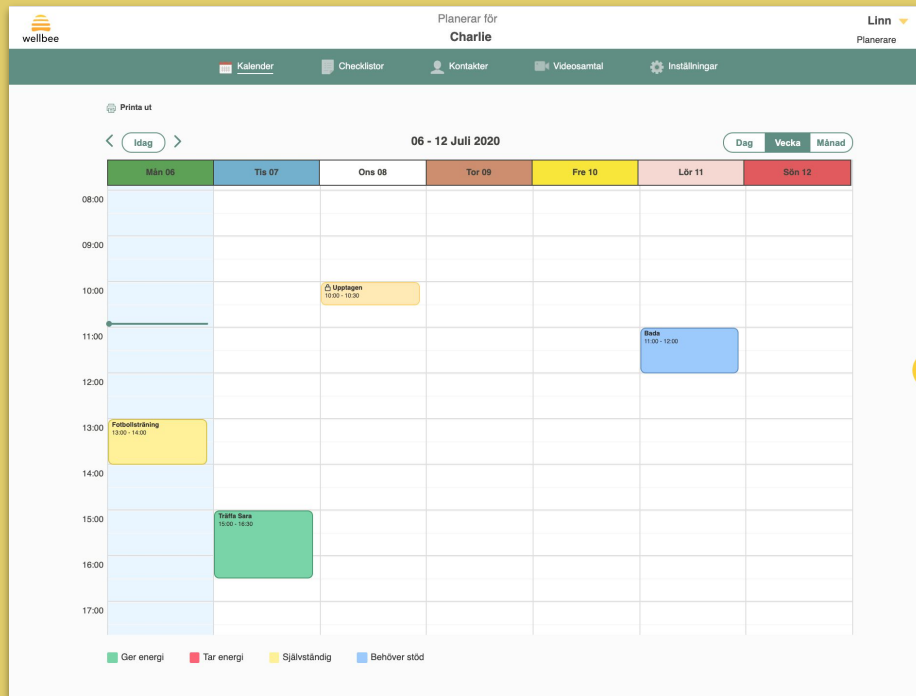 wellbee
Planerar för
Charlie
Linn
Planerare
Kalender
Checklistor
Kontakter
Videosamtal
Inställningar
Printa ut
Idag
06 - 12 Juli 2020
Dag
Vecka
Månad
Mån 06
Tis 07
Ons 08
Tor 09
Fre 10
Lör 11
Sön 12
08:00
09:00
10:00
Upptagen
10:00 - 10:30
11:00
Bada
11:00 - 12:00
12:00
13:00
Fotbollsträning
13:00 - 14:00
14:00
15:00
Träffa Sara
15:00 - 16:30
16:00
17:00
Ger energi
Tar energi
Självständig
Behöver stöd